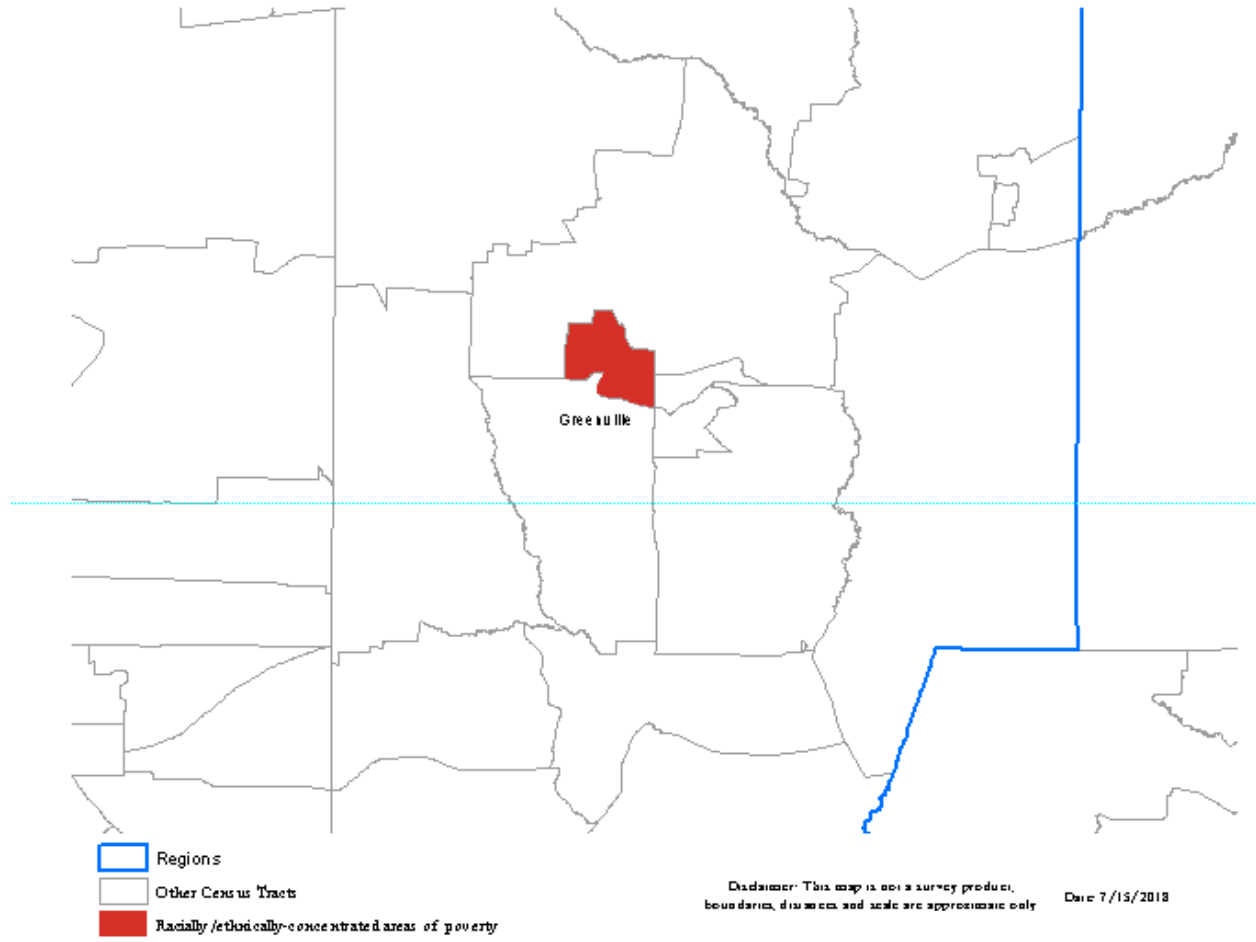 Greenville
Regions
Other Census Tracts
Racially/ethnically-concentrated areas of poverty
Disclaimer: This map is not a survey product,
boundaries, distances and scale are approximate only
Date 7/15/2018